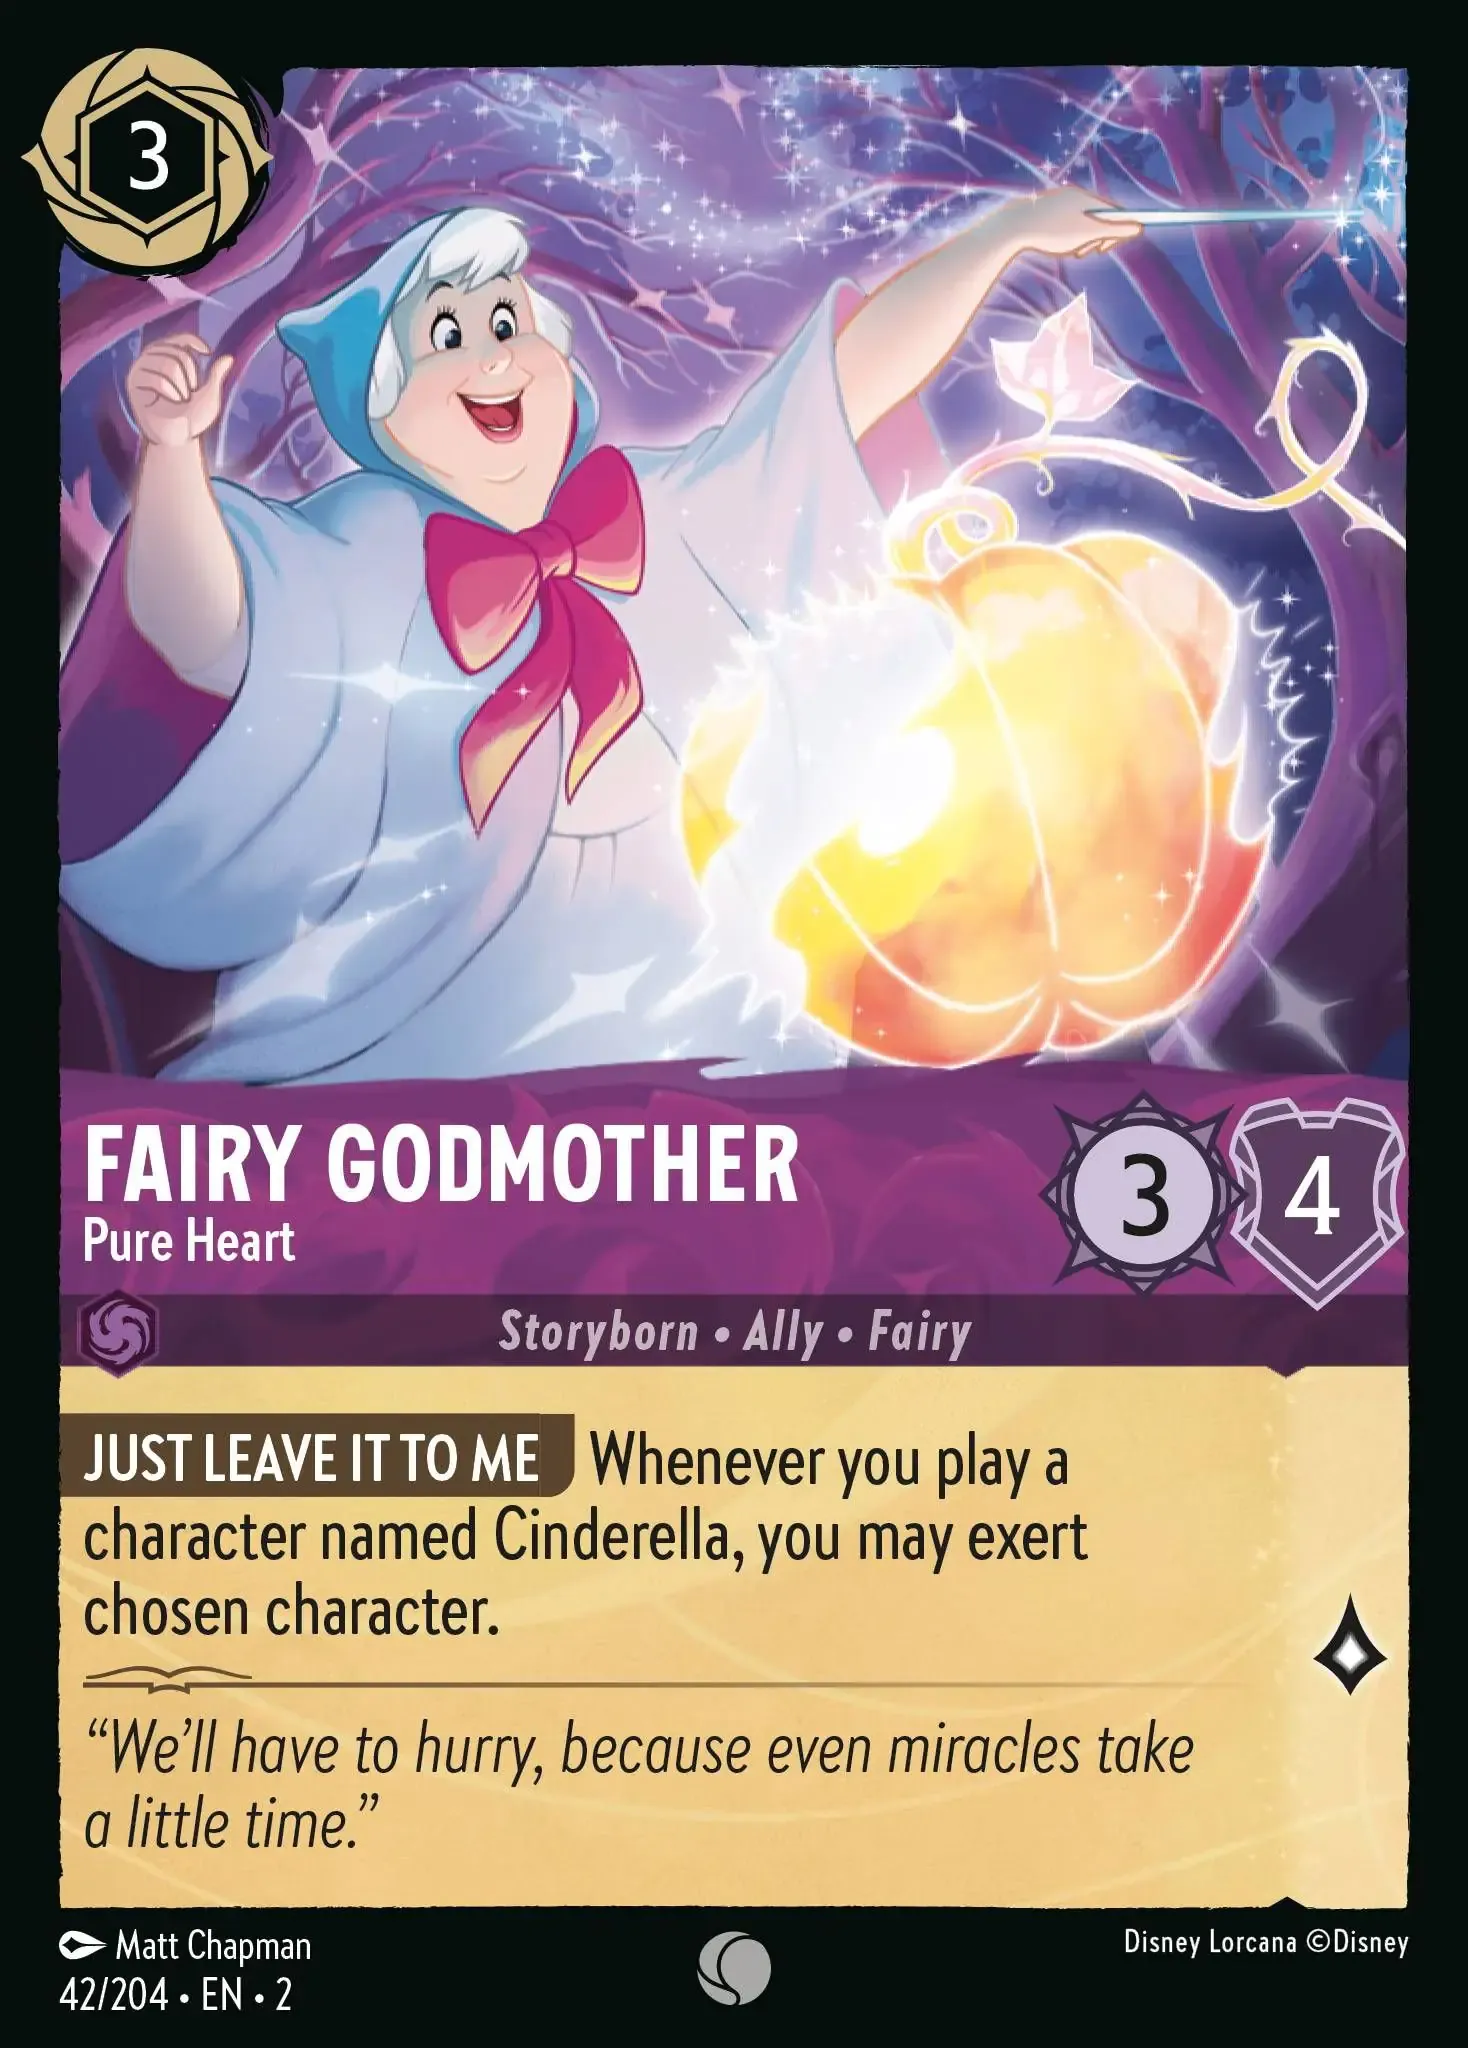 3
FAIRY GODMOTHER
Pure Heart
3
4
Storyborn • Ally • Fairy
JUST LEAVE IT TO ME Whenever you play a
character named Cinderella, you may exert
chosen character.
“We’ll have to hurry, because even miracles take
a little time.”
Matt Chapman
42/204 • EN • 2
Disney Lorcana ©Disney